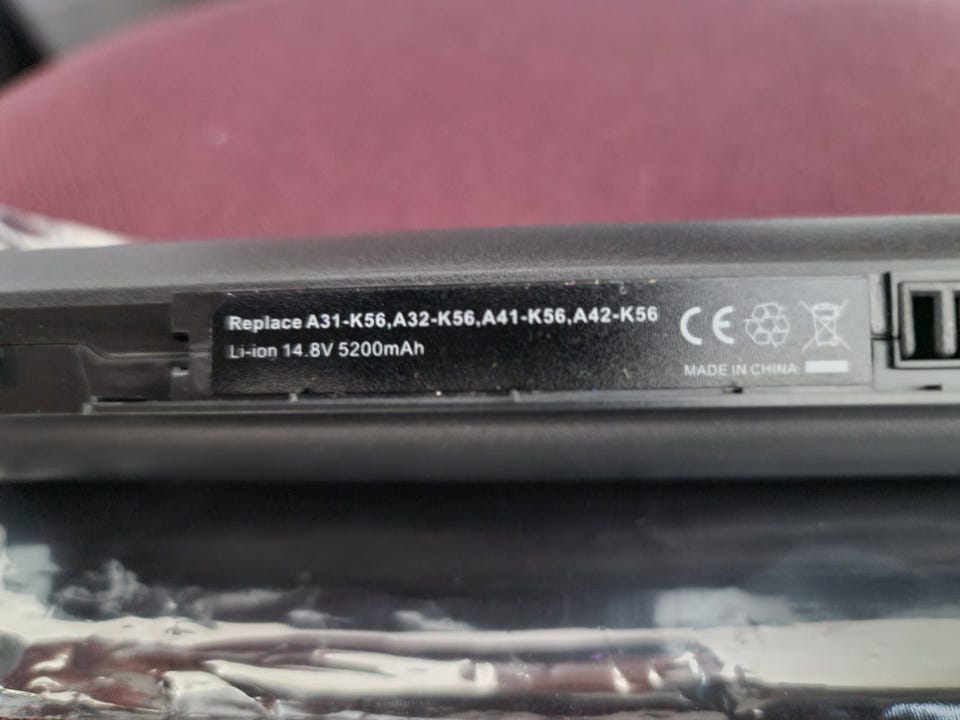 Replace A31-K56,A32-K56,A41-K56,A42-K56
Li-ion 14.8V 5200mAh
CE
MADE IN CHINA